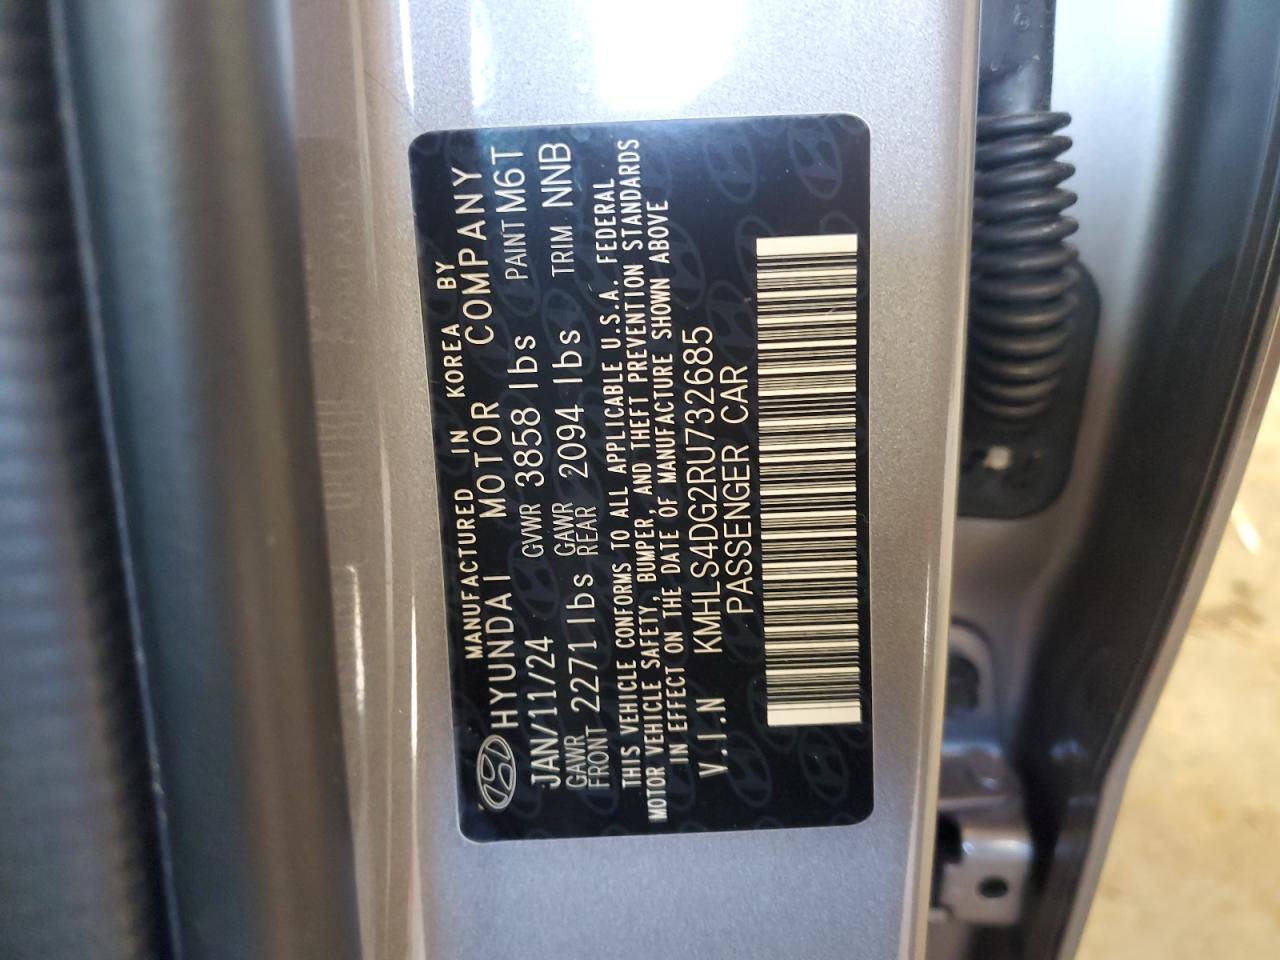 MANUFACTURED IN KOREA BY
HYUNDAI MOTOR COMPANY
JAN/11/24 GVWR 3858 lbs PAINT M6T
GAWR FRONT 2271 lbs GAWR REAR 2094 lbs TRIM NNB
THIS VEHICLE CONFORMS TO ALL APPLICABLE U.S.A. FEDERAL
MOTOR VEHICLE SAFETY, BUMPER, AND THEFT PREVENTION STANDARDS
IN EFFECT ON THE DATE OF MANUFACTURE SHOWN ABOVE
V.I.N KMHLS4DG2RU732685
PASSENGER CAR